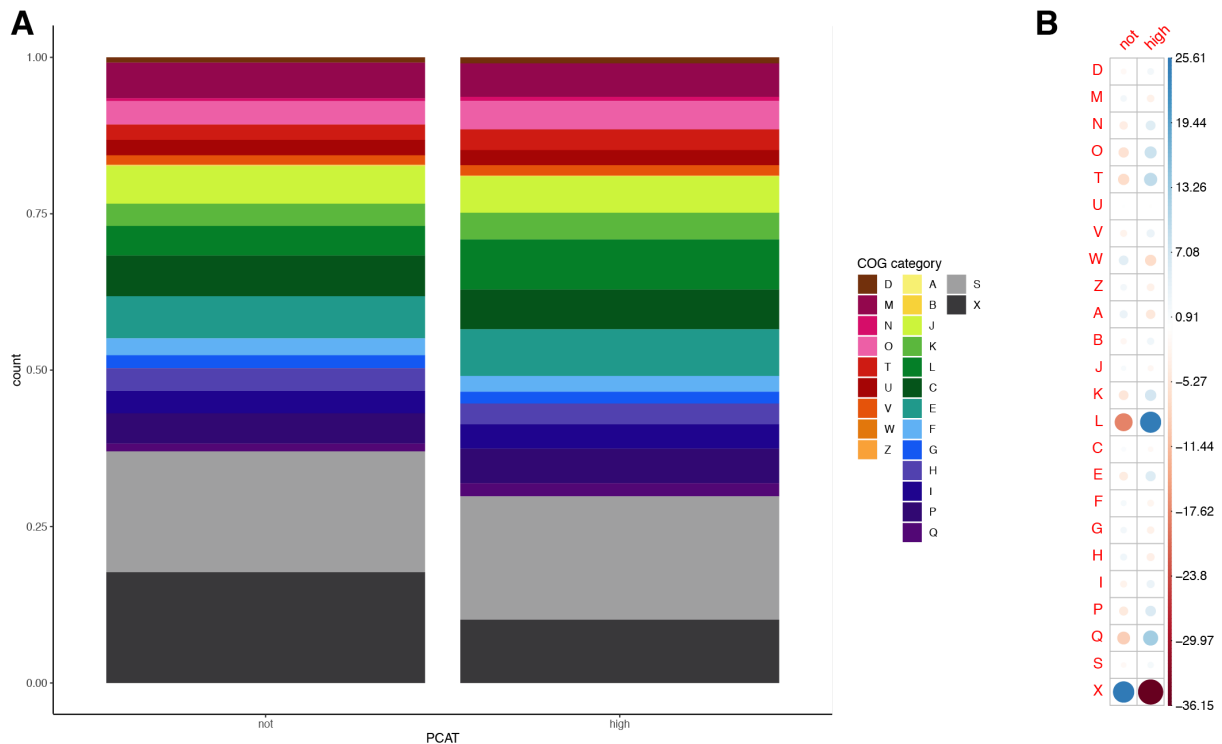 A
1.00
0.75
0.50
0.25
0.00
count
not high
PCAT
COG category
D A S
M B X
N J
O K
T L
U C
V E
W F
Z G
H
I
P
Q
B
not high
D
M
N
O
T
U
V
W
Z
A
B
J
K
L
C
E
F
G
H
I
P
Q
S
X
25.61
19.44
13.26
7.08
0.91
−5.27
−11.44
−17.62
−23.8
−29.97
−36.15